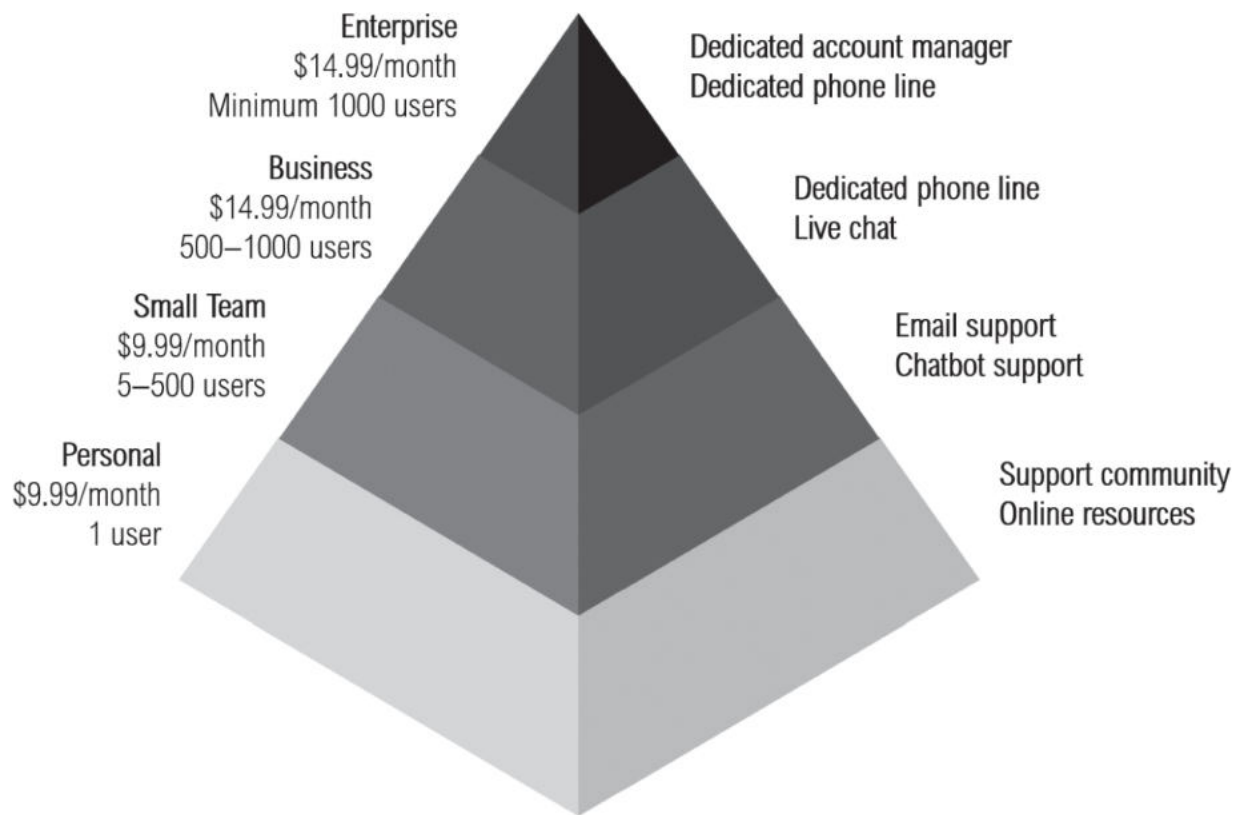 Enterprise
$14.99/month
Minimum 1000 users
Dedicated account manager
Dedicated phone line
Business
$14.99/month
500–1000 users
Dedicated phone line
Live chat
Small Team
$9.99/month
5–500 users
Email support
Chatbot support
Personal
$9.99/month
1 user
Support community
Online resources